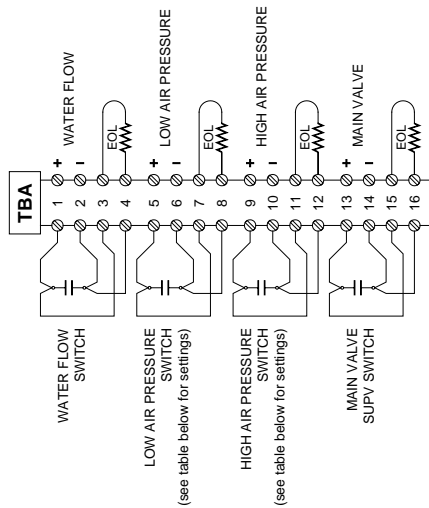 TBA
WATER FLOW
SWITCH
1
+
2
−
3
4
EOL
WATER FLOW
LOW AIR PRESSURE
SWITCH
(see table below for settings)
5
+
6
−
7
8
EOL
LOW AIR PRESSURE
HIGH AIR PRESSURE
SWITCH
(see table below for settings)
9
+
10
−
11
12
EOL
HIGH AIR PRESSURE
MAIN VALVE
SUPV SWITCH
13
+
14
−
15
16
EOL
MAIN VALVE